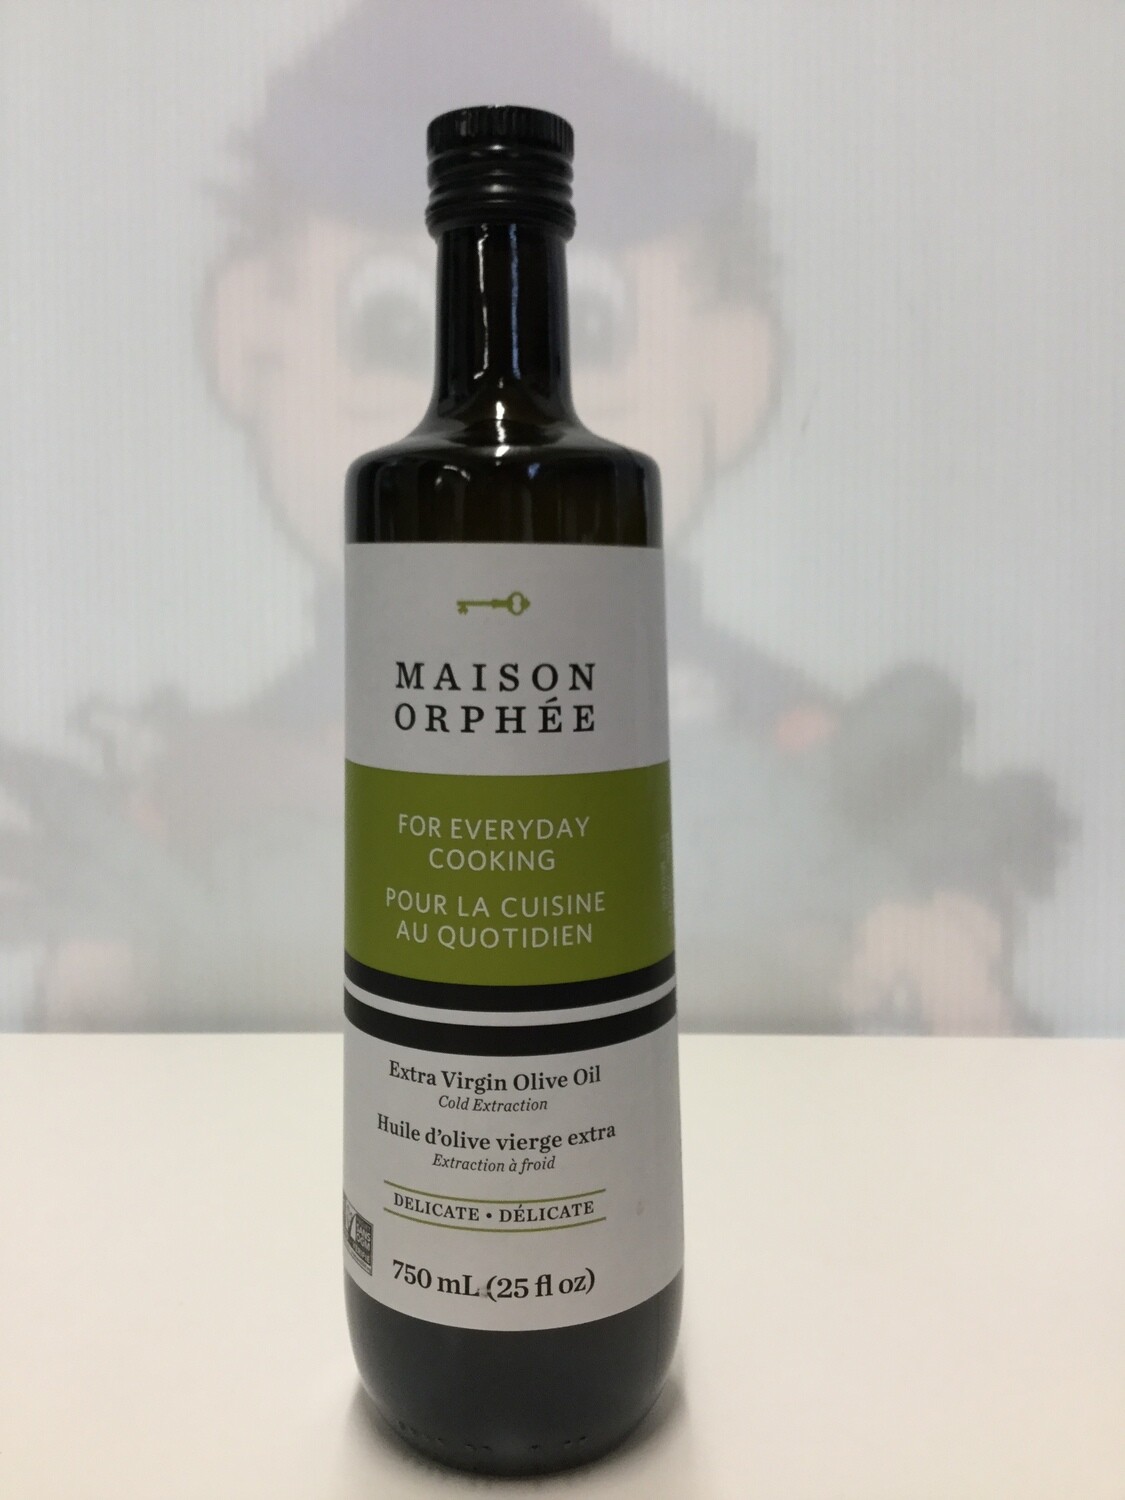 MAISON
ORPHÉE
FOR EVERYDAY
COOKING
POUR LA CUISINE
AU QUOTIDIEN
Extra Virgin Olive Oil
Cold Extraction
Huile d'olive vierge extra
Extraction à froid
DELICATE • DÉLICATE
750 mL (25 fl oz)